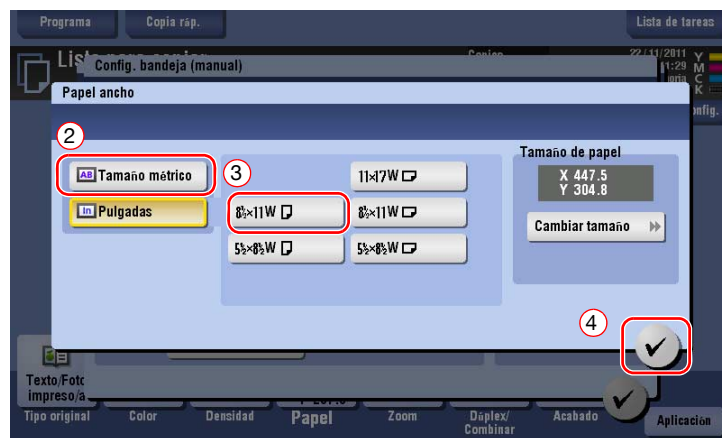 Programa
Copia ráp.
Lista de tareas
Config. bandeja (manual)
22/11/2011
Y
M
C
K
Papel ancho
2
Tamaño métrico
AB
Pulgadas
In
3
11×17W
8½×11W
8½×11W
5½×8½W
5½×8½W
Tamaño de papel
X 447.5
Y 304.8
Cambiar tamaño
4
Texto/Foto
impreso/a
Tipo original
Color
Densidad
Papel
Zoom
Dúplex/
Combinar
Acabado
Aplicación